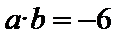 a·b = −6